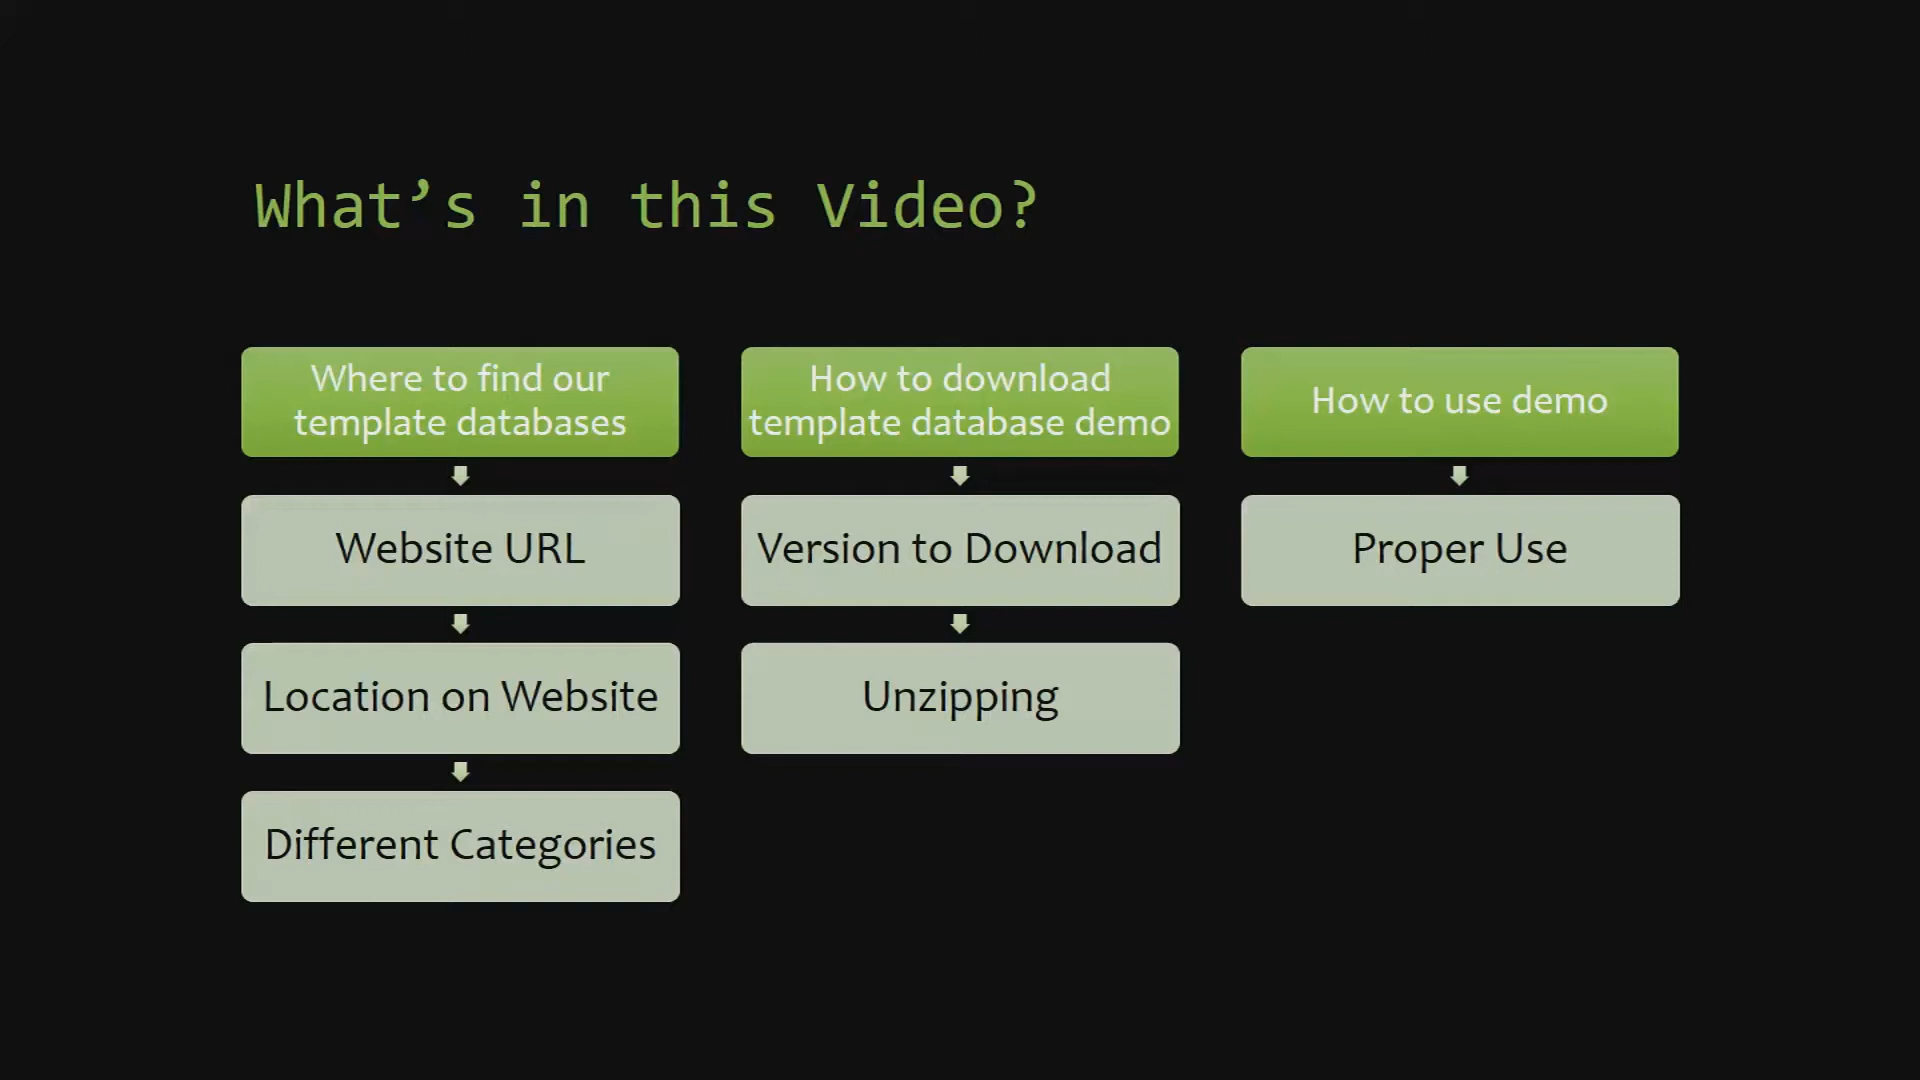 What’s in this Video?
Where to find our
template databases
Website URL
Location on Website
Different Categories
How to download
template database demo
Version to Download
Unzipping
How to use demo
Proper Use